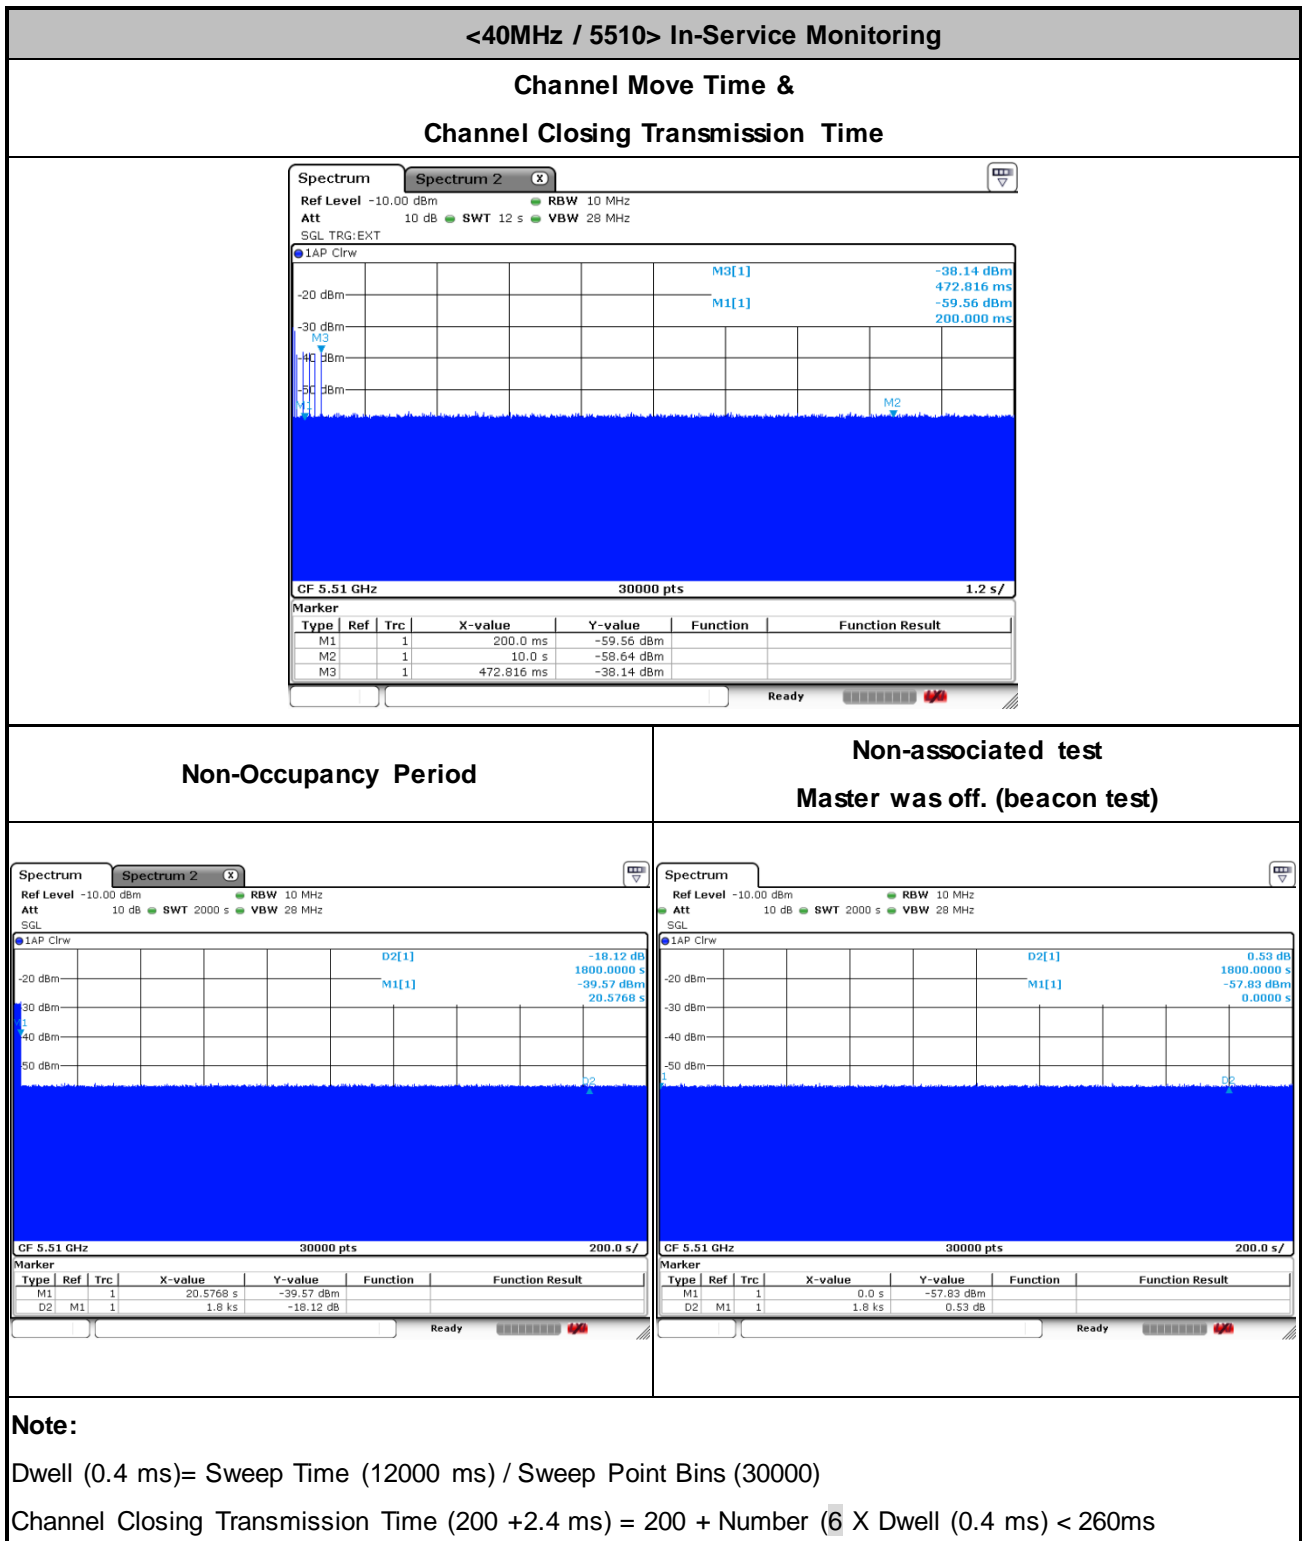 <40MHz / 5510> In-Service Monitoring
Channel Move Time &
Channel Closing Transmission Time
Spectrum Spectrum 2 X
Ref Level -10.00 dBm RBW 10 MHz
Att 10 dB SWT 12 s VBW 28 MHz
SGL TRG:EXT
1AP Clrw
M3[1] -38.14 dBm
472.816 ms
-20 dBm
M1[1] -59.56 dBm
200.000 ms
-30 dBm
M3
-40 dBm
-50 dBm
M1 M2
CF 5.51 GHz 30000 pts 1.2 s/
Marker
Type Ref Trc X-value Y-value Function Function Result
M1 1 200.0 ms -59.56 dBm
M2 1 10.0 s -58.64 dBm
M3 1 472.816 ms -38.14 dBm
Ready
Non-Occupancy Period
Non-associated test
Master was off. (beacon test)
Spectrum Spectrum 2 X
Ref Level -10.00 dBm RBW 10 MHz
Att 10 dB SWT 2000 s VBW 28 MHz
SGL
1AP Clrw
D2[1] -18.12 dB
1800.0000 s
-20 dBm
M1[1] -39.57 dBm
20.5768 s
-30 dBm
M1
-40 dBm
-50 dBm
D2
CF 5.51 GHz 30000 pts 200.0 s/
Marker
Type Ref Trc X-value Y-value Function Function Result
M1 1 20.5768 s -39.57 dBm
D2 M1 1 1.8 ks -18.12 dB
Ready
Spectrum
Ref Level -10.00 dBm RBW 10 MHz
Att 10 dB SWT 2000 s VBW 28 MHz
SGL
1AP Clrw
D2[1] 0.53 dB
1800.0000 s
-20 dBm
M1[1] -57.83 dBm
0.0000 s
-30 dBm
-40 dBm
-50 dBm
1 D2
CF 5.51 GHz 30000 pts 200.0 s/
Marker
Type Ref Trc X-value Y-value Function Function Result
M1 1 0.0 s -57.83 dBm
D2 M1 1 1.8 ks 0.53 dB
Ready
Note:
Dwell (0.4 ms)= Sweep Time (12000 ms) / Sweep Point Bins (30000)
Channel Closing Transmission Time (200 +2.4 ms) = 200 + Number (6 X Dwell (0.4 ms) < 260ms